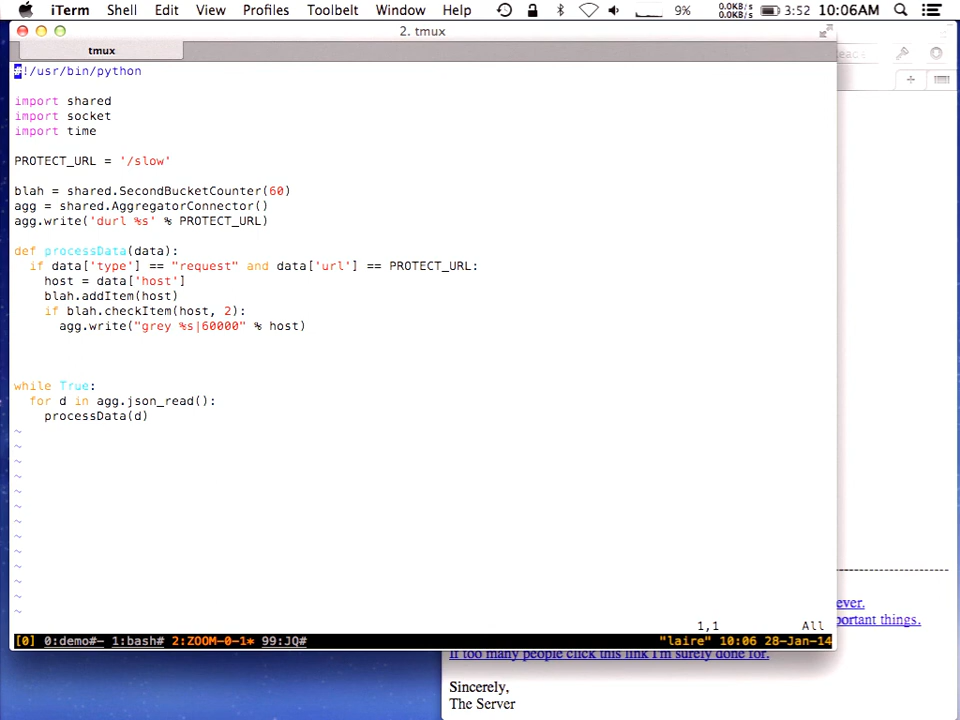 iTerm Shell Edit View Profiles Toolbelt Window Help 9% 0.0KB/s 0.0KB/s 3:52 10:06AM
2. tmux
tmux
#!/usr/bin/python
import shared
import socket
import time
PROTECT_URL = '/slow'
blah = shared.SecondBucketCounter(60)
agg = shared.AggregatorConnector()
agg.write('durl %s' % PROTECT_URL)
def processData(data):
if data['type'] == "request" and data['url'] == PROTECT_URL:
host = data['host']
blah.addItem(host)
if blah.checkItem(host, 2):
agg.write("grey %s|60000" % host)
while True:
for d in agg.json_read():
processData(d)
~
~
~
~
~
~
~
~
~
~
~
~
~
1,1 All
[0] 0:demo#- 1:bash# 2:ZOOM-0-1* 99:JQ# "laire" 10:06 28-Jan-14
ever.
portant things.
If too many people click this link I'm surely done for.
Sincerely,
The Server